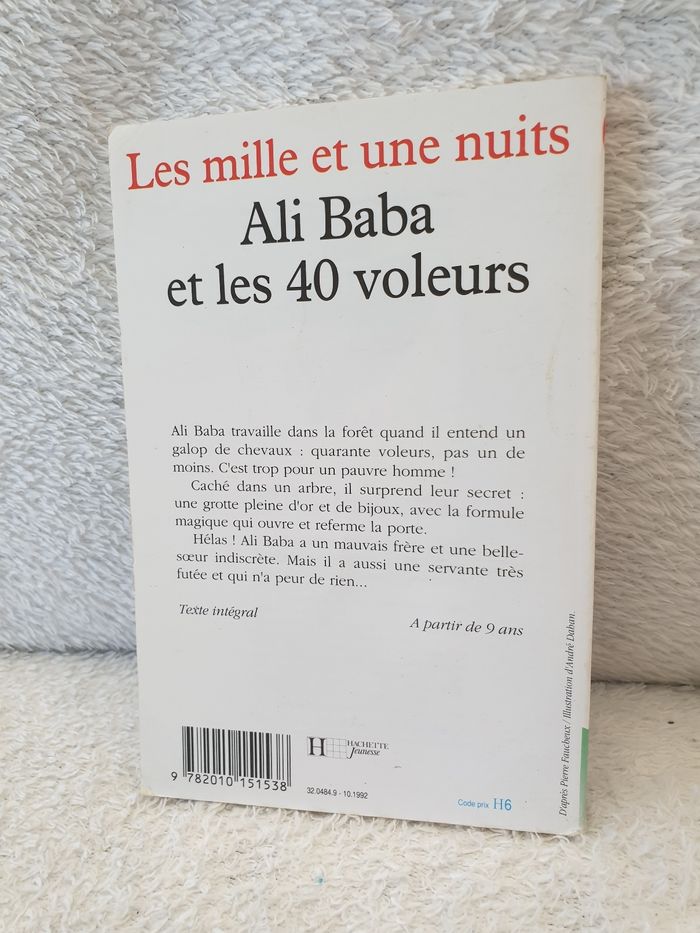 Les mille et une nuits
Ali Baba
et les 40 voleurs
Ali Baba travaille dans la forêt quand il entend un
galop de chevaux : quarante voleurs, pas un de
moins. C'est trop pour un pauvre homme !
Caché dans un arbre, il surprend leur secret :
une grotte pleine d'or et de bijoux, avec la formule
magique qui ouvre et referme la porte.
Hélas ! Ali Baba a un mauvais frère et une belle-
sœur indiscrète. Mais il a aussi une servante très
futée et qui n'a peur de rien...
Texte intégral
A partir de 9 ans
D'après Pierre Faucheux / Illustration d'André Dahan.
H HACHETTE
Jeunesse
9 782010 151538
32.0484.9 - 10.1992
Code prix H6